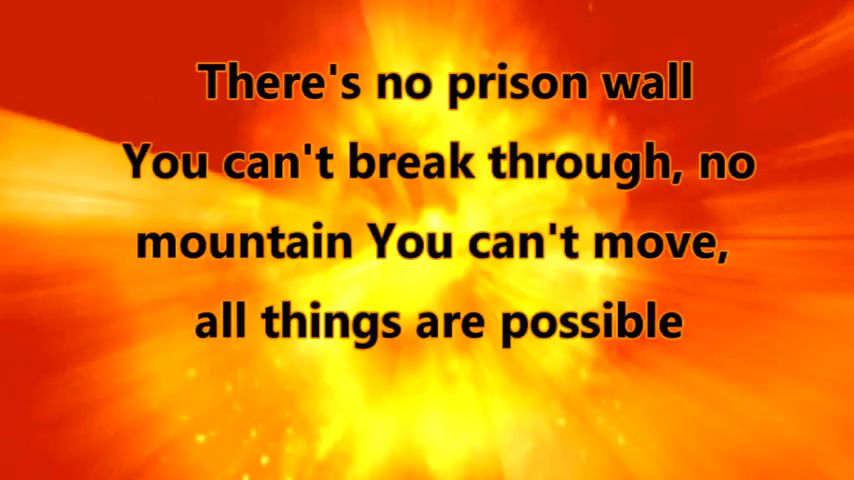 There's no prison wall
You can't break through, no
mountain You can't move,
all things are possible